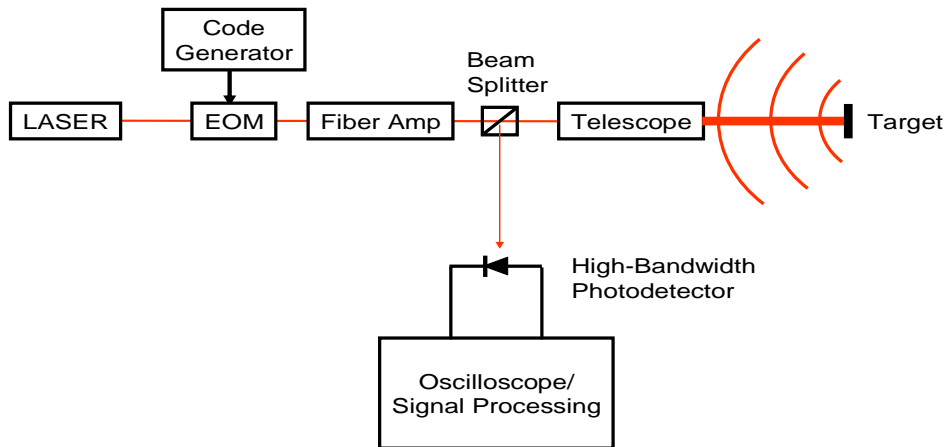 Code
Generator
Beam
Splitter
LASER
EOM
Fiber Amp
Telescope
Target
High-Bandwidth
Photodetector
Oscilloscope/
Signal Processing